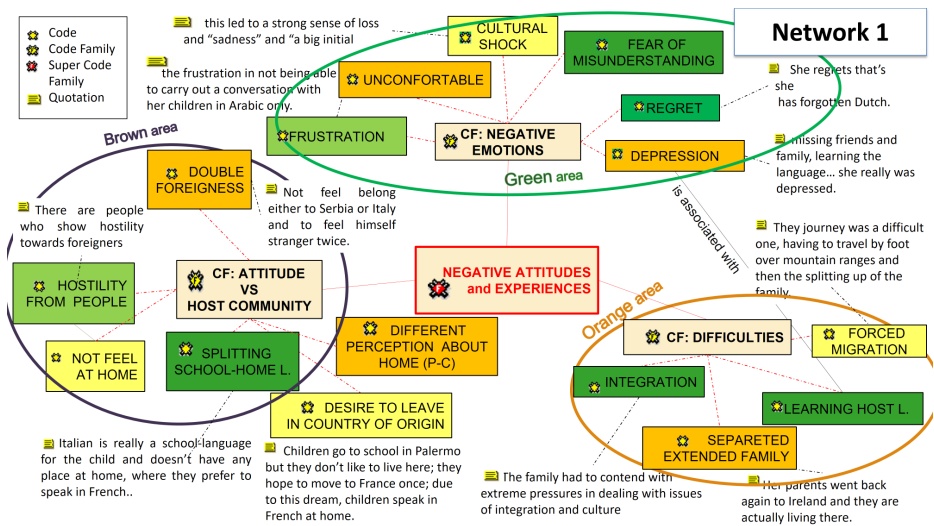 Code
Code Family
Super Code
Family
Quotation
Network 1
this led to a strong sense of loss
and “sadness” and “a big initial
the frustration in not being able
to carry out a conversation with
her children in Arabic only.
CULTURAL
SHOCK
FEAR OF
MISUNDERSTANDING
UNCONFORTABLE
REGRET
FRUSTRATION
CF: NEGATIVE
EMOTIONS
DEPRESSION
Green area
She regrets that's
she
has forgotten Dutch.
missing friends and
family, learning the
language... she really was
depressed.
is associated with
Brown area
DOUBLE
FOREIGNESS
Not feel belong
either to Serbia or Italy
and to feel himself
stranger twice.
There are people
who show hostility
towards foreigners
HOSTILITY
FROM PEOPLE
CF: ATTITUDE
VS
HOST COMMUNITY
NEGATIVE ATTITUDES
and EXPERIENCES
They journey was a difficult
one, having to travel by foot
over mountain ranges and
then the splitting up of the
family.
Orange area
NOT FEEL
AT HOME
SPLITTING
SCHOOL-HOME L.
DIFFERENT
PERCEPTION ABOUT
HOME (P-C)
DESIRE TO LEAVE
IN COUNTRY OF ORIGIN
CF: DIFFICULTIES
FORCED
MIGRATION
INTEGRATION
LEARNING HOST L.
SEPARETED
EXTENDED FAMILY
Italian is really a school language
for the child and doesn't have any
place at home, where they prefer to
speak in French..
Children go to school in Palermo
but they don't like to live here; they
hope to move to France once; due
to this dream, children speak in
French at home.
The family had to contend with
extreme pressures in dealing with issues
of integration and culture
Her parents went back
again to Ireland and they are
actually living there.